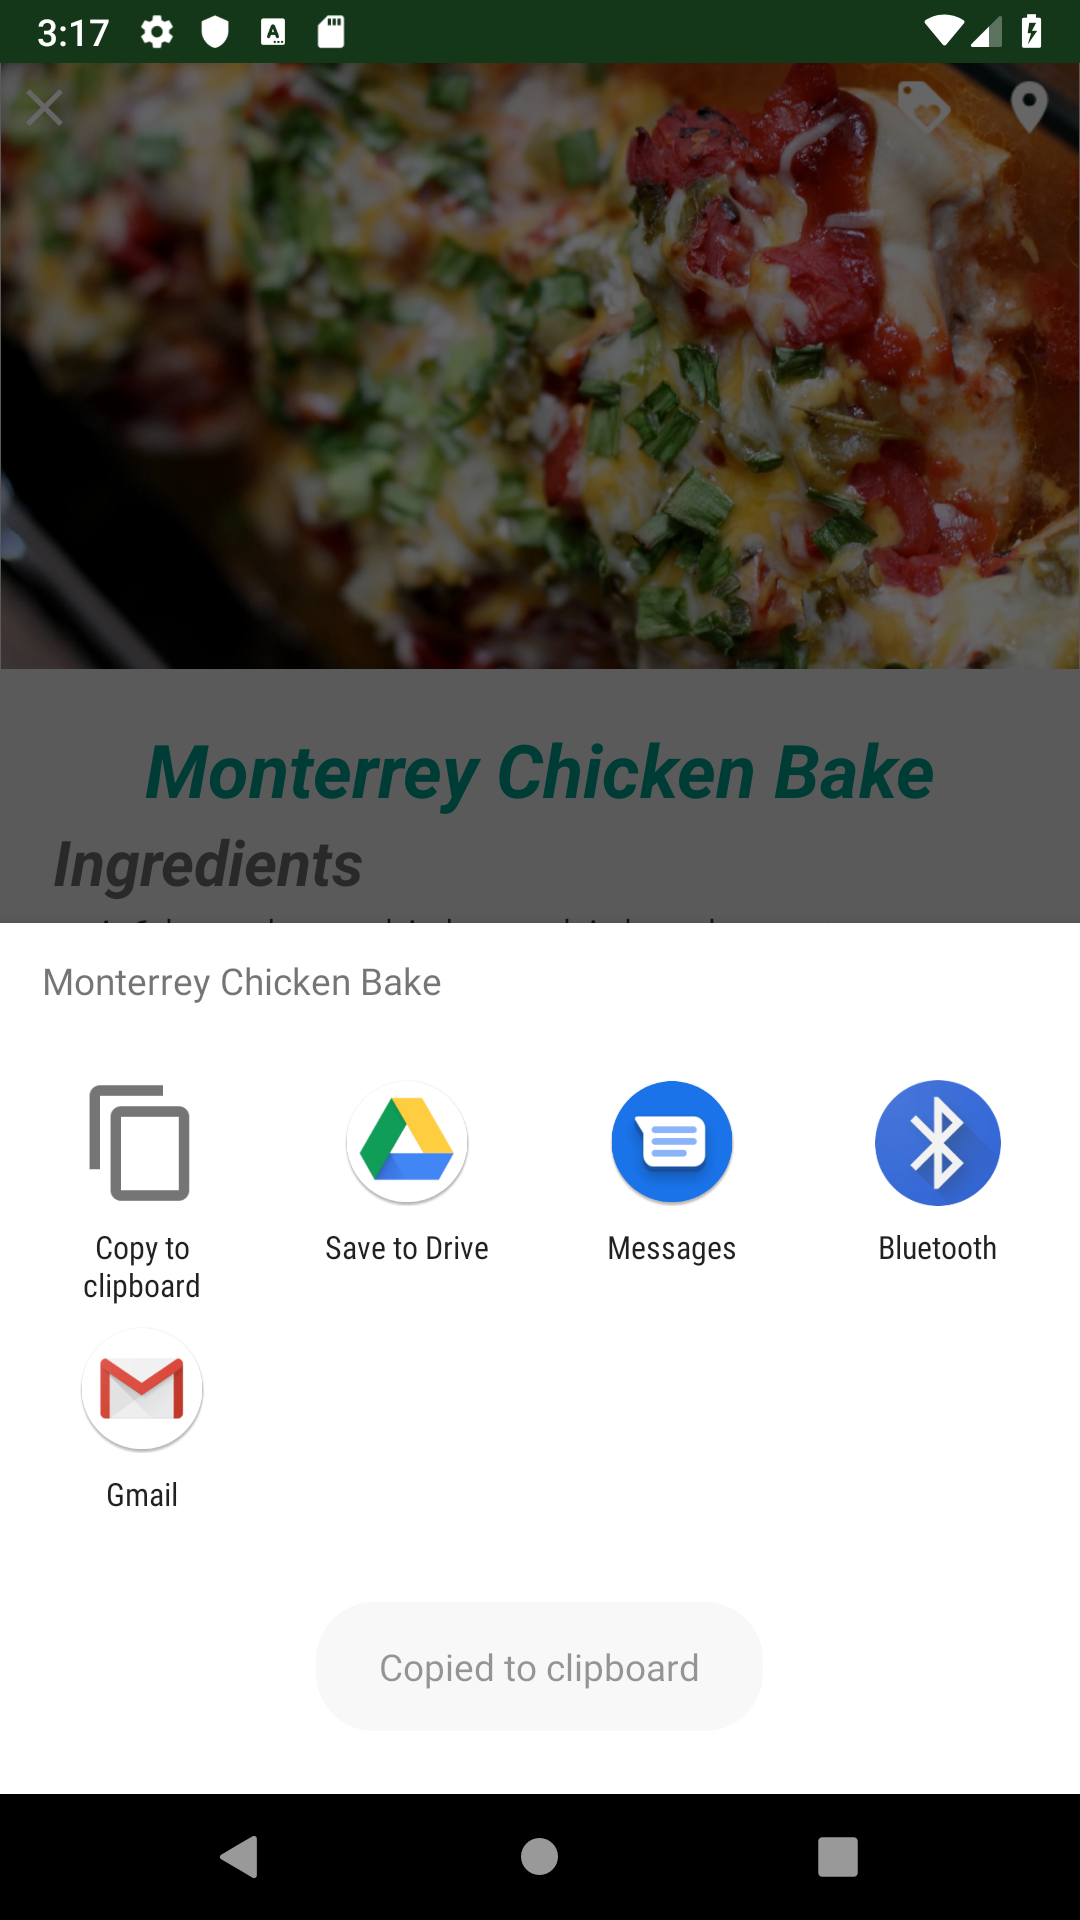 3:17
Monterrey Chicken Bake
Ingredients
Monterrey Chicken Bake
Copy to
clipboard
Save to Drive
Messages
Bluetooth
Gmail
Copied to clipboard